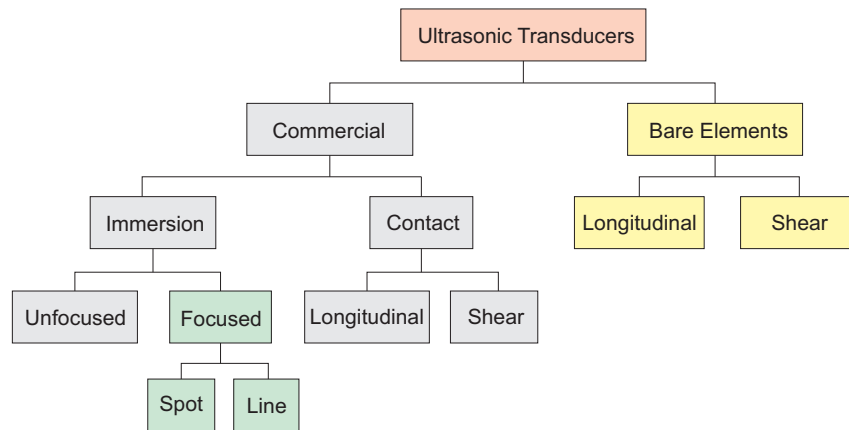 Ultrasonic Transducers
Commercial
Bare Elements
Immersion
Contact
Longitudinal
Shear
Unfocused
Focused
Longitudinal
Shear
Spot
Line